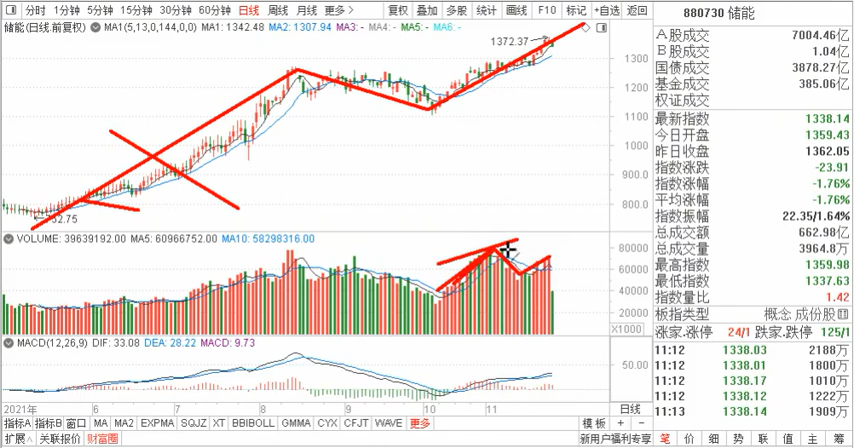 分时 1分钟 5分钟 15分钟 30分钟 60分钟 日线 周线 月线 更多 > 复权 叠加 多股 统计 画线 F10 标记 +自选 返回
储能(日线.前复权) MA1(5,13,0,144,0,0) MA1: 1342.48 MA2: 1307.94 MA3: - MA4: - MA5: - MA6: -
1372.37
1300
1200
1100
1000
900.0
800.0
VOLUME: 39639192.00 MA5: 60966752.00 MA10: 58298316.00
80000
60000
40000
20000
X1000
MACD(12,26,9) DIF: 33.08 DEA: 28.22 MACD: 9.73
50.00
2021年 6 7 8 9 10 11 日线
指标A 指标B 窗口 MA MA2 EXPMA SQJZ XT BBIBOLL GMMA CYX CFJT WAVE 更多 模板 + -
扩展∧ 关联报价 财富圈 新用户福利专享
880730 储能
A股成交 7004.46亿
B股成交 1.04亿
国债成交 3878.27亿
基金成交 385.06亿
权证成交
最新指数 1338.14
今日开盘 1359.43
昨日收盘 1362.05
指数涨跌 -23.91
指数涨幅 -1.76%
平均涨幅 -1.76%
指数振幅 22.35/1.64%
总成交额 662.98亿
总成交量 3964.8万
最高指数 1359.98
最低指数 1337.63
指数量比 1.42
板指类型 概念 成份股
涨家.涨停 24/1 跌家.跌停 125/1
11:12 1338.03 2188万
11:12 1338.01 1800万
11:12 1338.17 1010万
11:12 1338.12 1222万
11:13 1338.14 1909万
笔 价 细 势 联 值 主 筹